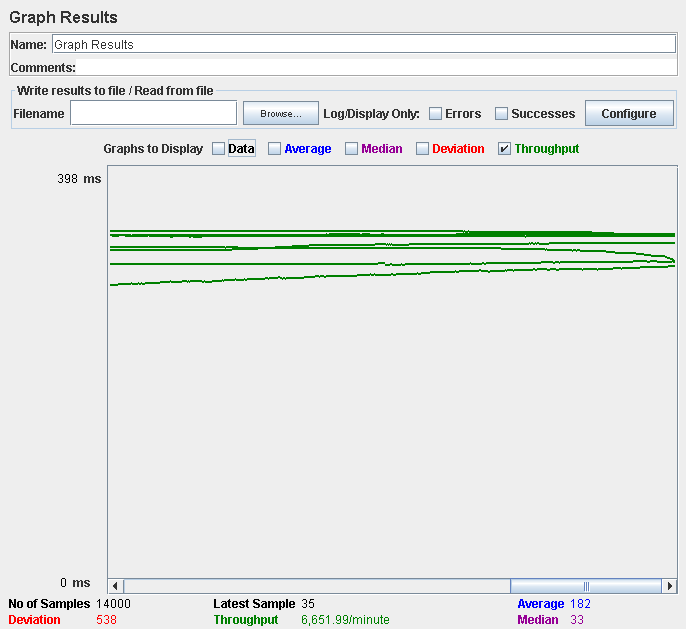 Graph Results
Name: Graph Results
Comments:
Write results to file / Read from file
Filename Browse... Log/Display Only: Errors Successes Configure
Graphs to Display Data Average Median Deviation Throughput
398 ms
0 ms
No of Samples 14000 Latest Sample 35 Average 182
Deviation 538 Throughput 6,651.99/minute Median 33